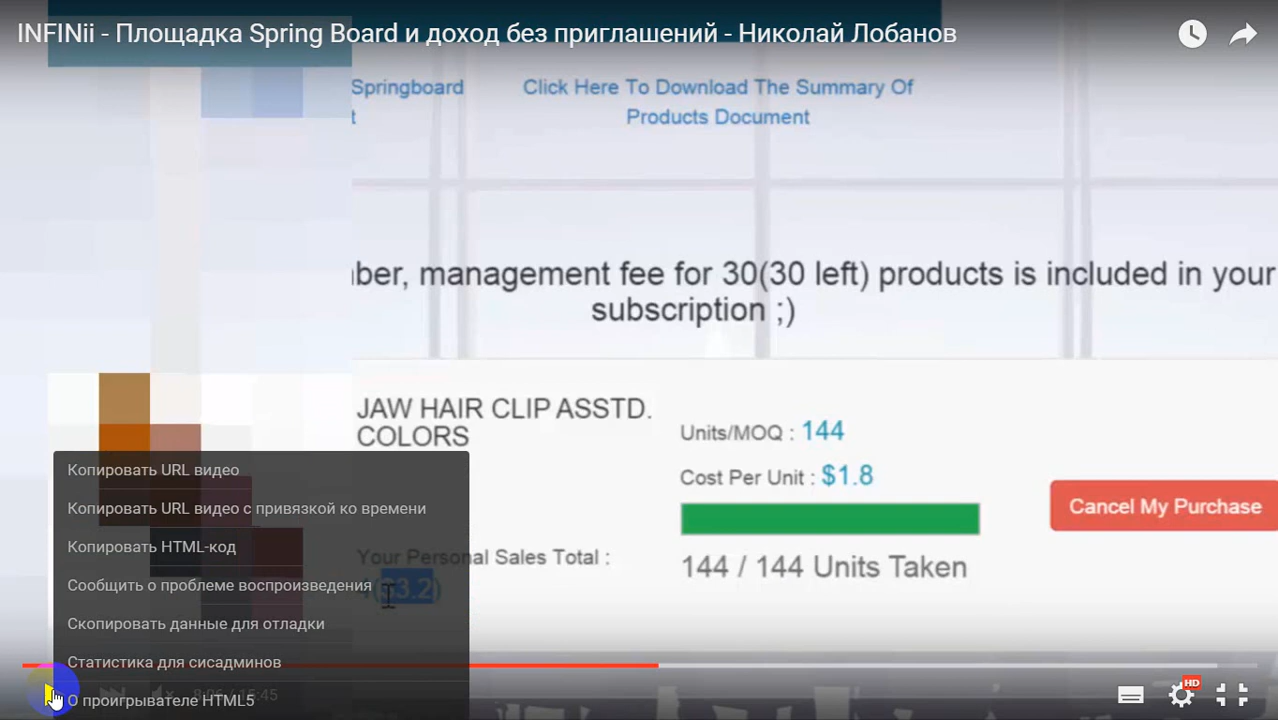 INFINii - Площадка Spring Board и доход без приглашений - Николай Лобанов
Springboard
t
Click Here To Download The Summary Of
Products Document
ber, management fee for 30(30 left) products is included in your
subscription ;)
JAW HAIR CLIP ASSTD.
COLORS
Units/MOQ : 144
Cost Per Unit : $1.8
Cancel My Purchase
Your Personal Sales Total :
144 / 144 Units Taken
Копировать URL видео
Копировать URL видео с привязкой ко времени
Копировать HTML-код
Сообщить о проблеме воспроизведения
Скопировать данные для отладки
Статистика для сисадминов
О проигрывателе HTML5
HD